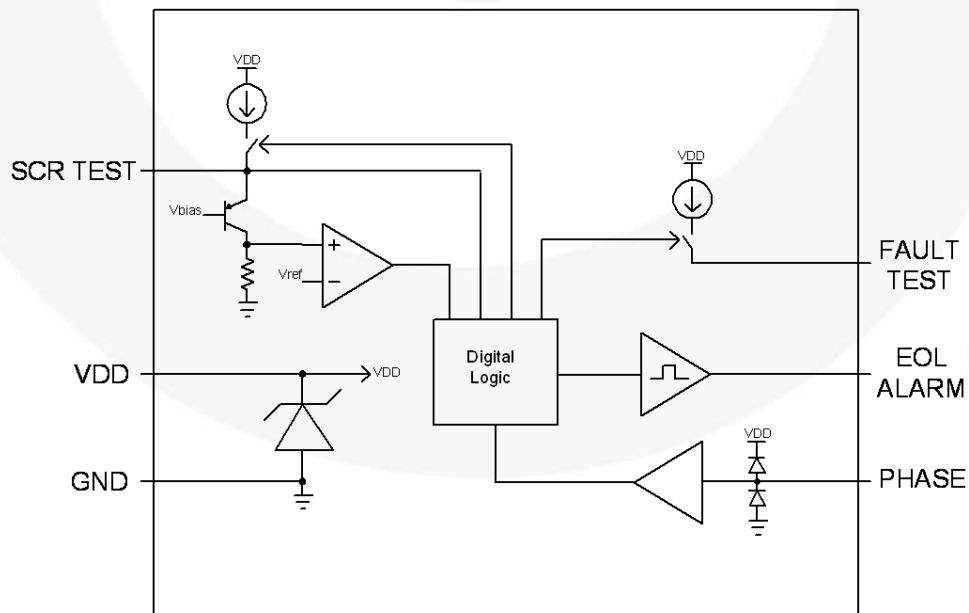 VDD
SCR TEST
Vbias
Vref
VDD
FAULT
TEST
VDD
VDD
Digital
Logic
EOL
ALARM
GND
VDD
PHASE